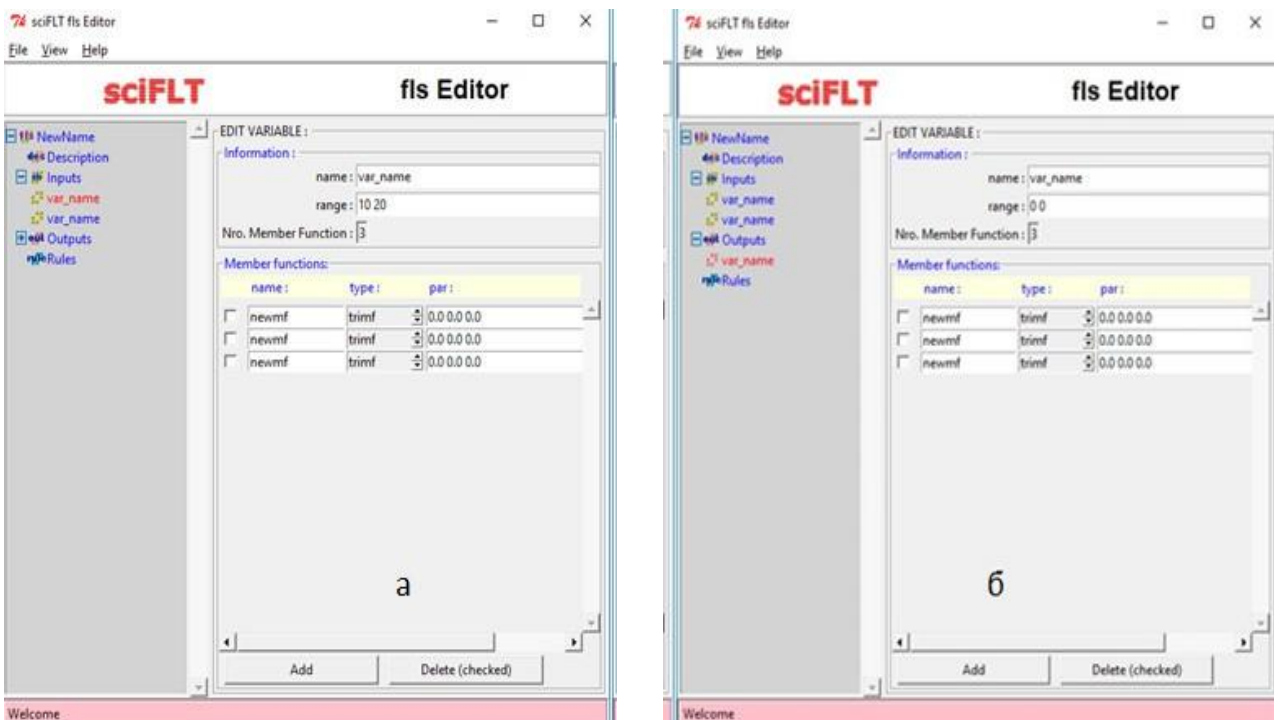 sciFLT fls Editor
File View Help
sciFLT fls Editor
NewName
Description
Inputs
var_name
var_name
Outputs
Rules
EDIT VARIABLE :
Information :
name : var_name
range : 10 20
Nro. Member Function : 3
Member functions:
name : type : par :
newmf trimf 0.0 0.0 0.0
newmf trimf 0.0 0.0 0.0
newmf trimf 0.0 0.0 0.0
а
Add Delete (checked)
Welcome
sciFLT fls Editor
File View Help
sciFLT fls Editor
NewName
Description
Inputs
var_name
var_name
Outputs
var_name
Rules
EDIT VARIABLE :
Information :
name : var_name
range : 0 0
Nro. Member Function : 3
Member functions:
name : type : par :
newmf trimf 0.0 0.0 0.0
newmf trimf 0.0 0.0 0.0
newmf trimf 0.0 0.0 0.0
б
Add Delete (checked)
Welcome